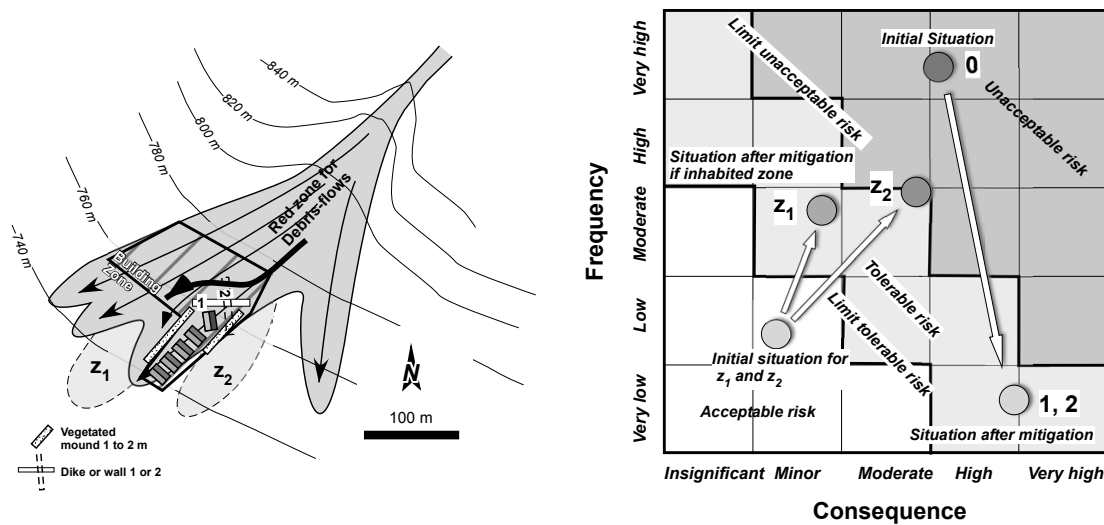 840 m
820 m
800 m
780 m
760 m
740 m
Red zone for
Debris-flows
Building
Zone
1
2
z1
z2
N
100 m
Vegetated
mound 1 to 2 m
Dike or wall 1 or 2
Frequency
Very high
High
Moderate
Low
Very low
Initial Situation
0
Limit unacceptable risk
Unacceptable risk
Situation after mitigation
if inhabited zone
z1
z2
Tolerable risk
Limit tolerable risk
Initial situation for
z1 and z2
Acceptable risk
1, 2
Situation after mitigation
Insignificant Minor Moderate High Very high
Consequence